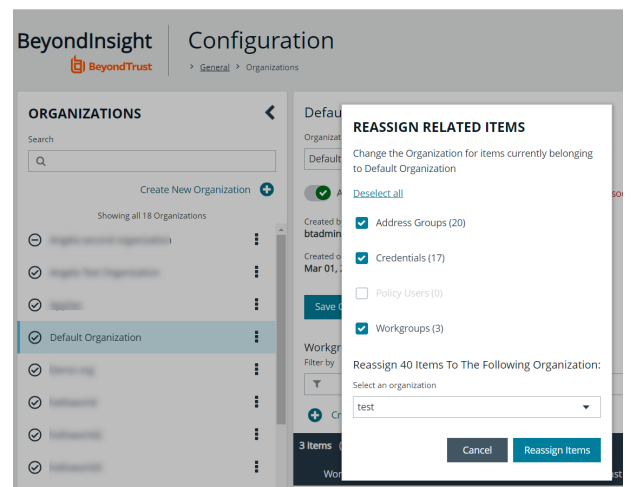 BeyondInsight
BeyondTrust
Configuration
> General > Organizations
ORGANIZATIONS
Search
Create New Organization
Showing all 18 Organizations
Default Organization
Defau
Organizat
Default
A
Created b
btadmin
Created o
Mar 01, 2
Save
Workgr
Filter by
Cr
3 Items (
Wor
REASSIGN RELATED ITEMS
Change the Organization for items currently belonging
to Default Organization
Deselect all
Address Groups (20)
Credentials (17)
Policy Users (0)
Workgroups (3)
Reassign 40 Items To The Following Organization:
Select an organization
test
Cancel
Reassign Items